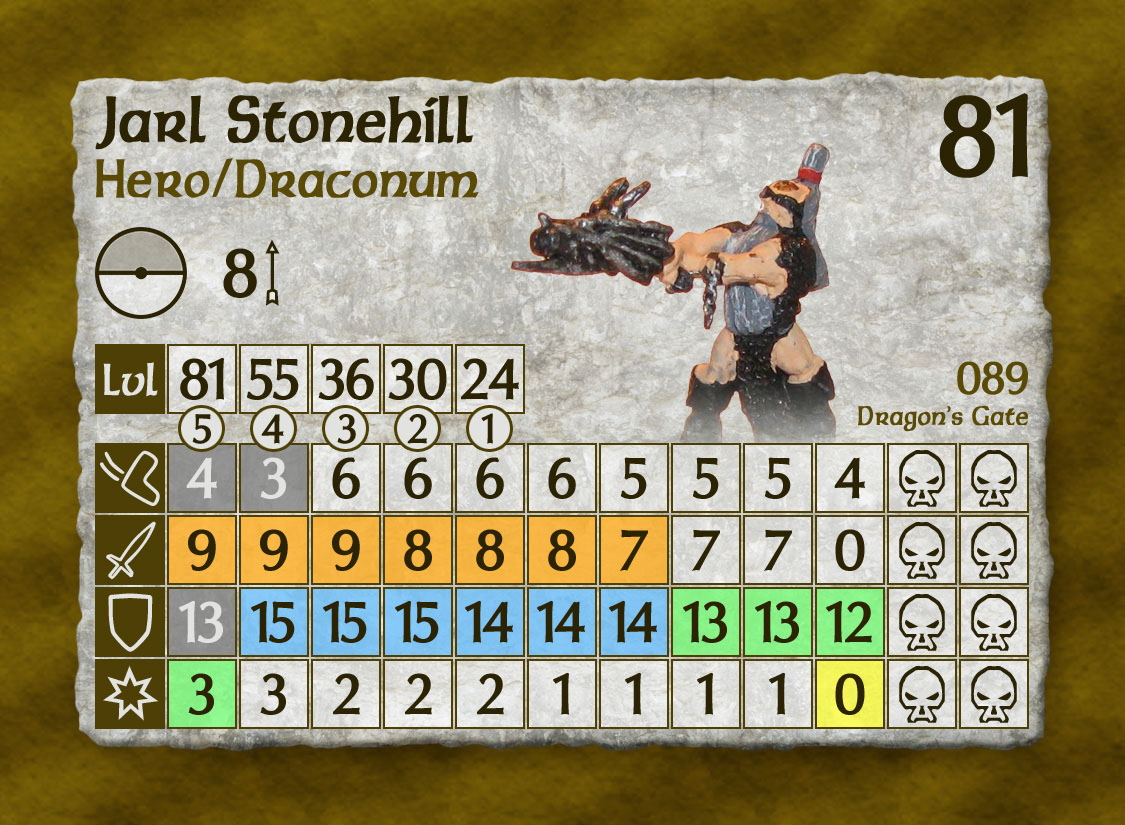 Jarl Stonehill
81
Hero/Draconum
8
089
Dragon's Gate
Lvl 81 55 36 30 24
5 4 3 2 1
4 3 6 6 6 6 5 5 5 4
9 9 9 8 8 8 7 7 7 0
13 15 15 15 14 14 14 13 13 12
3 3 2 2 2 1 1 1 1 0